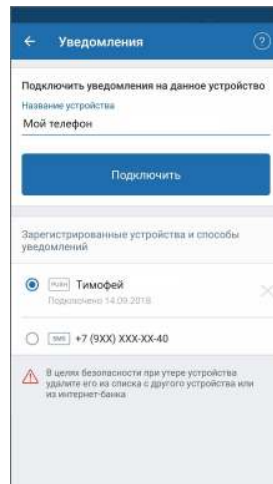 Уведомления
?
Подключить уведомления на данное устройство
Название устройства
Мой телефон
Подключить
Зарегистрированные устройства и способы
уведомлений
PUSH Тимофей
Подключено 14.09.2018
SMS +7 (9XX) XXX-XX-40
В целях безопасности при утере устройства
удалите его из списка с другого устройства или
из интернет-банка